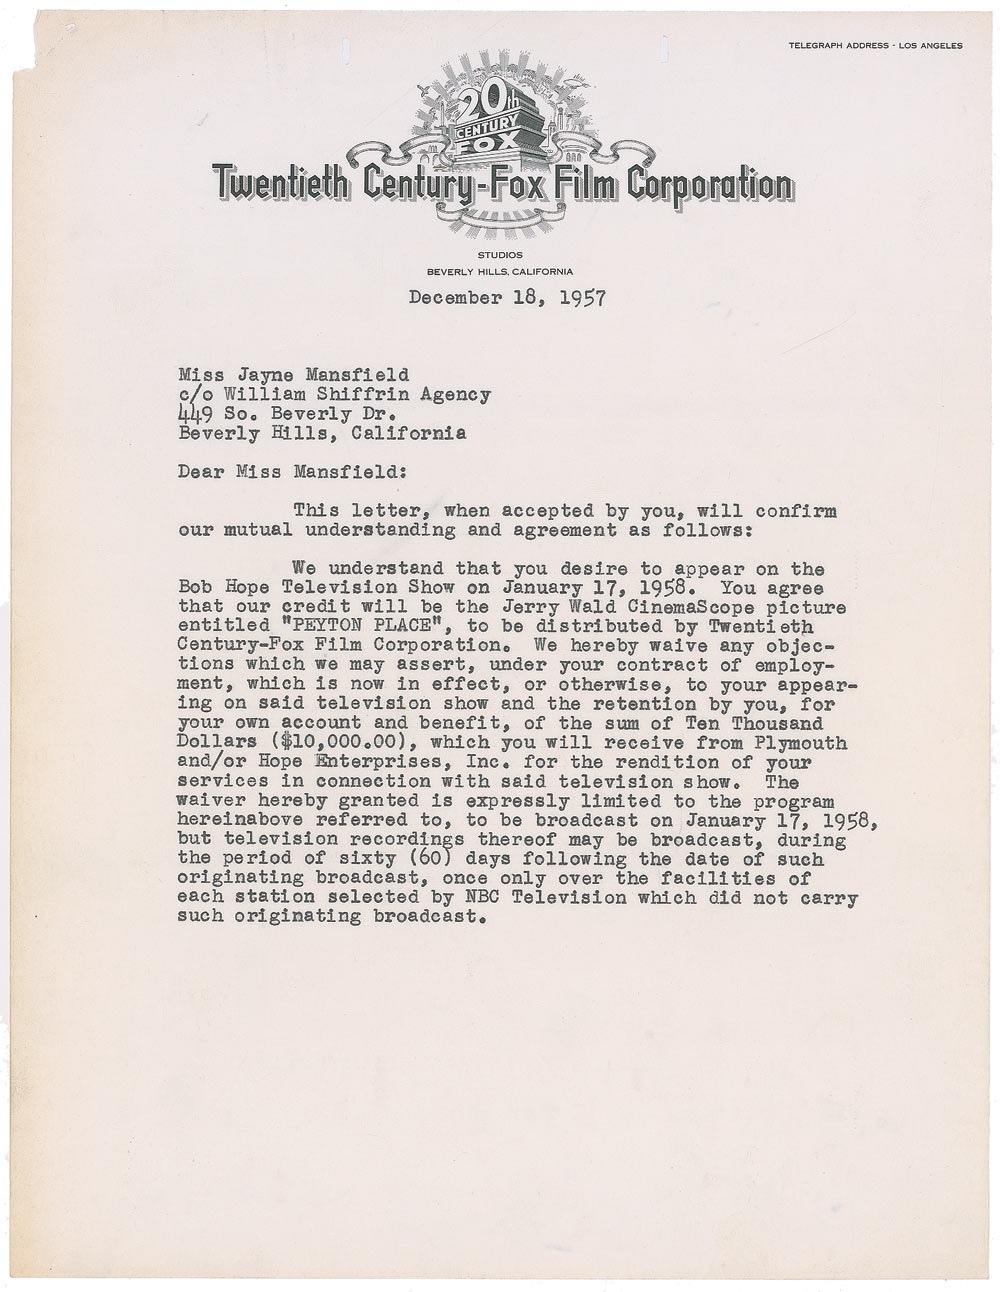 TELEGRAPH ADDRESS - LOS ANGELES
20th
CENTURY
FOX
Twentieth Century-Fox Film Corporation
STUDIOS
BEVERLY HILLS, CALIFORNIA
December 18, 1957
Miss Jayne Mansfield
c/o William Shiffrin Agency
449 So. Beverly Dr.
Beverly Hills, California
Dear Miss Mansfield:
This letter, when accepted by you, will confirm
our mutual understanding and agreement as follows:
We understand that you desire to appear on the
Bob Hope Television Show on January 17, 1958. You agree
that our credit will be the Jerry Wald CinemaScope picture
entitled "PEYTON PLACE", to be distributed by Twentieth
Century-Fox Film Corporation. We hereby waive any objec-
tions which we may assert, under your contract of employ-
ment, which is now in effect, or otherwise, to your appear-
ing on said television show and the retention by you, for
your own account and benefit, of the sum of Ten Thousand
Dollars ($10,000.00), which you will receive from Plymouth
and/or Hope Enterprises, Inc. for the rendition of your
services in connection with said television show. The
waiver hereby granted is expressly limited to the program
hereinabove referred to, to be broadcast on January 17, 1958,
but television recordings thereof may be broadcast, during
the period of sixty (60) days following the date of such
originating broadcast, once only over the facilities of
each station selected by NBC Television which did not carry
such originating broadcast.